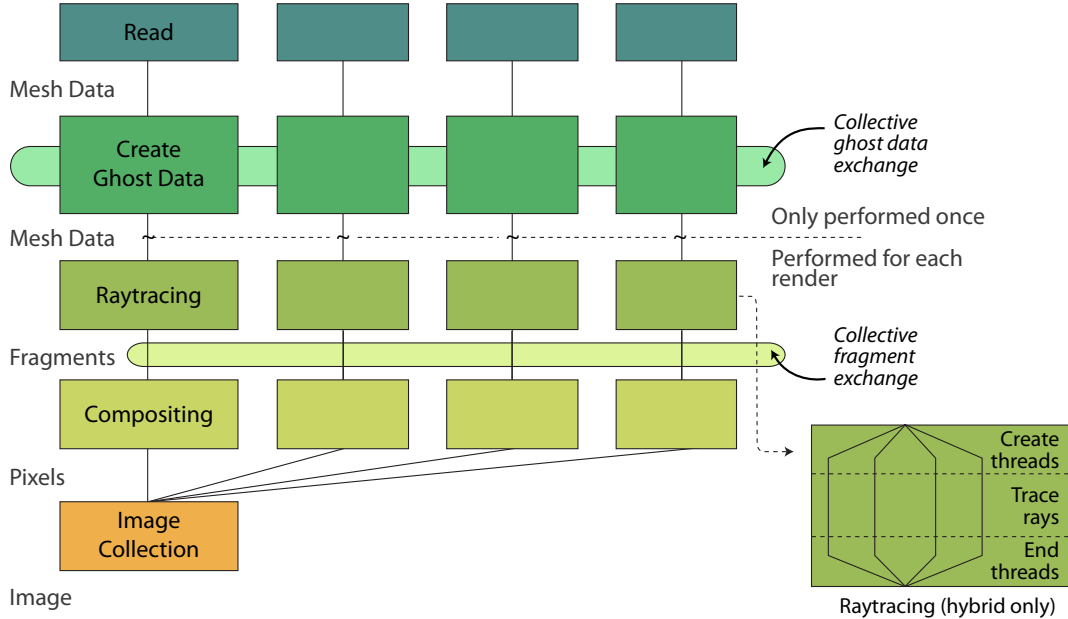 Read
Mesh Data
Create
Ghost Data
Collective
ghost data
exchange
Mesh Data
Only performed once
Performed for each
render
Raytracing
Fragments
Collective
fragment
exchange
Compositing
Pixels
Image
Collection
Image
Create
threads
Trace
rays
End
threads
Raytracing (hybrid only)